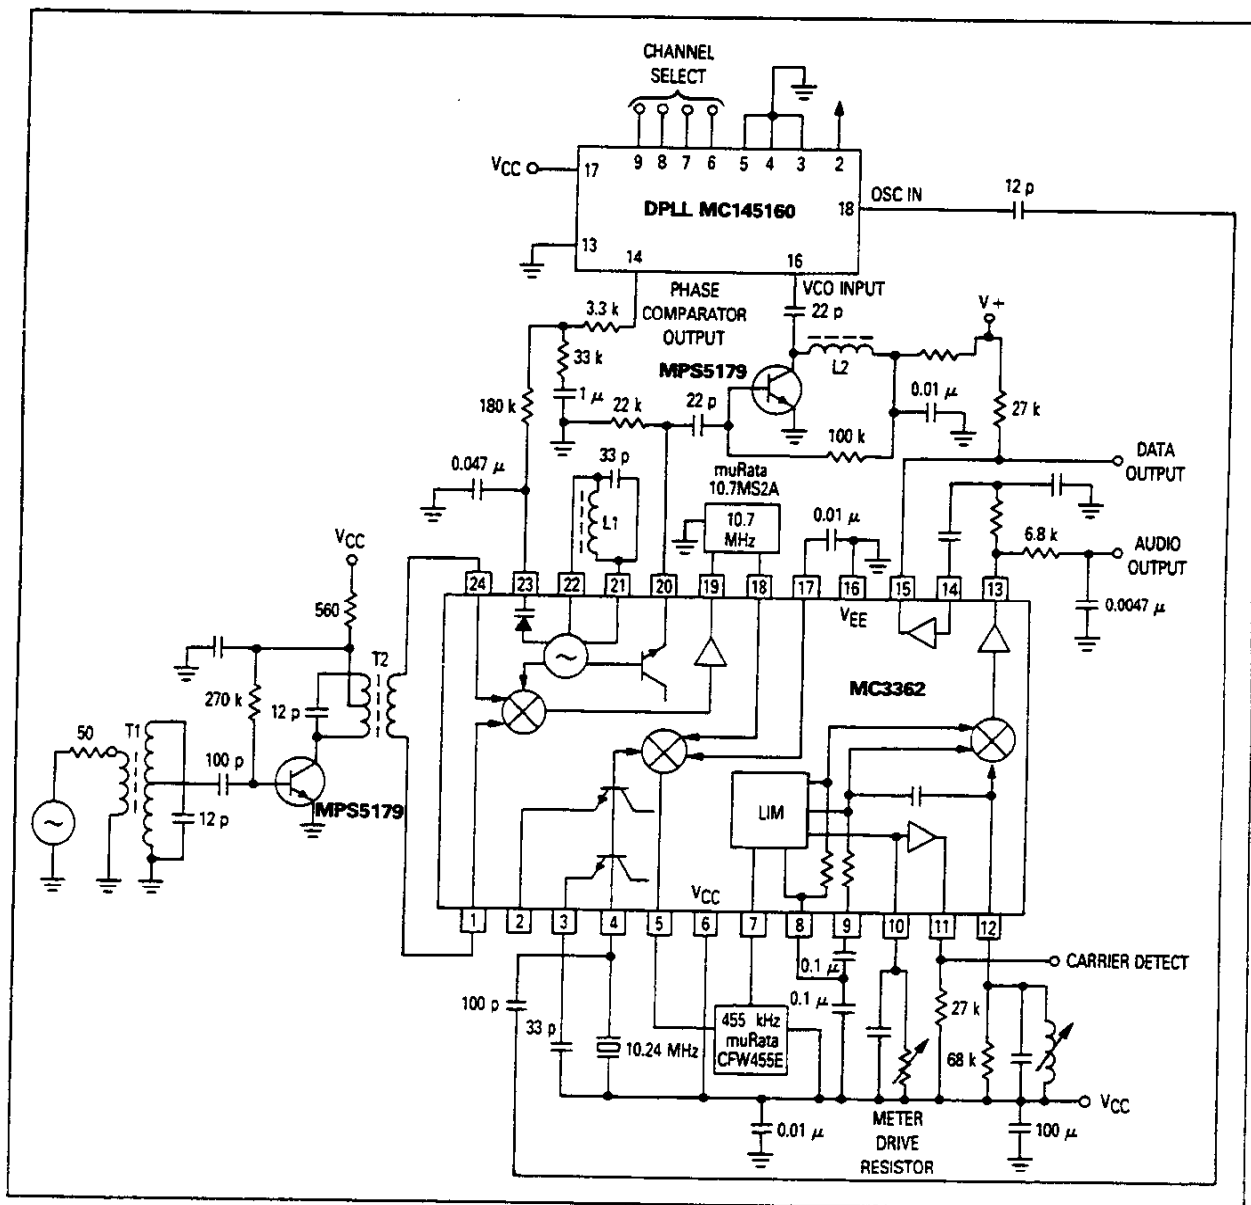 CHANNEL
SELECT
9 8 7 6 5 4 3 2
VCC
17
DPLL MC145160
18
OSC IN
12 p
13
14
16
PHASE
COMPARATOR
OUTPUT
VCO INPUT
22 p
V+
3.3 k
33 k
1 µ
180 k
22 k
MPS5179
22 p
L2
0.01 µ
27 k
100 k
DATA
OUTPUT
0.047 µ
33 p
L1
muRata
10.7MS2A
10.7
MHz
0.01 µ
6.8 k
AUDIO
OUTPUT
0.0047 µ
VCC
560
24 23 22 21 20 19 18 17 16 15 14 13
VEE
T2
270 k
12 p
MC3362
50
T1
100 p
MPS5179
12 p
LIM
VCC
1 2 3 4 5 6 7 8 9 10 11 12
CARRIER DETECT
0.1 µ
0.1 µ
100 p
33 p
10.24 MHz
455 kHz
muRata
CFW455E
27 k
68 k
VCC
0.01 µ
METER
DRIVE
RESISTOR
100 µ